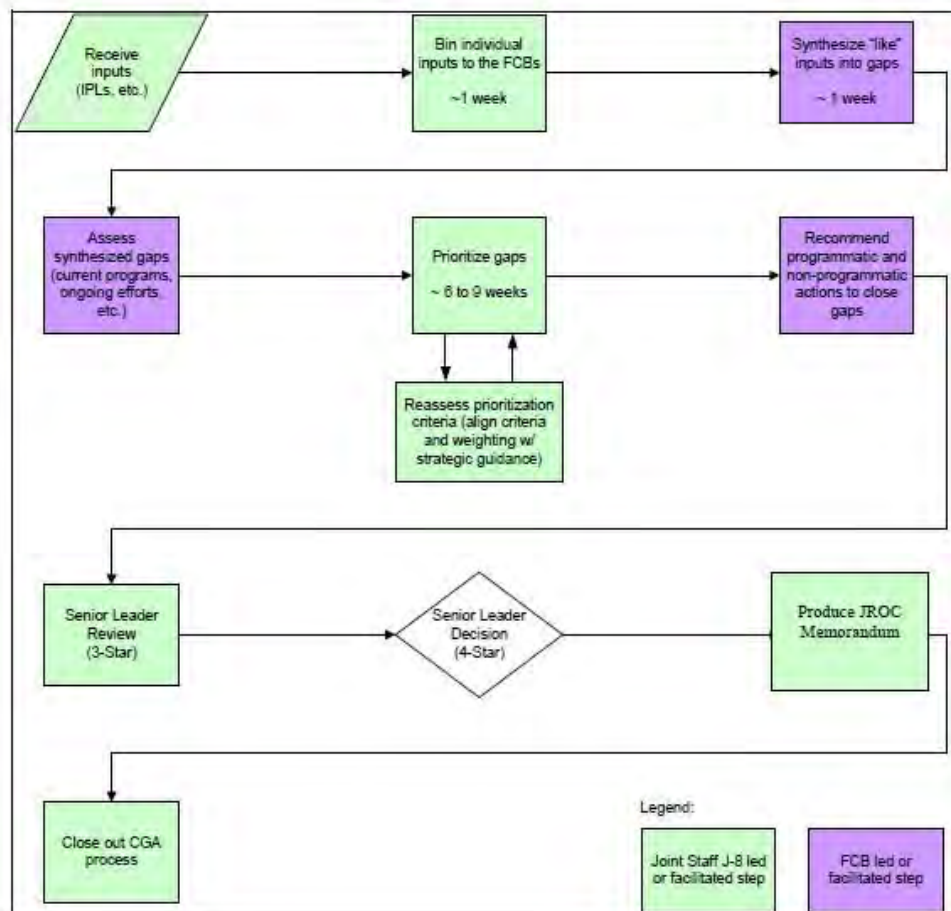 Receive
inputs
(IPLs, etc.)
Bin individual
inputs to the FCBs
~1 week
Synthesize "like"
inputs into gaps
~ 1 week
Assess
synthesized gaps
(current programs,
ongoing efforts,
etc.)
Prioritize gaps
~ 6 to 9 weeks
Recommend
programmatic and
non-programmatic
actions to close
gaps
Reassess prioritization
criteria (align criteria
and weighting w/
strategic guidance)
Senior Leader
Review
(3-Star)
Senior Leader
Decision
(4-Star)
Produce JROC
Memorandum
Close out CGA
process
Legend:
Joint Staff J-8 led
or facilitated step
FCB led or
facilitated step